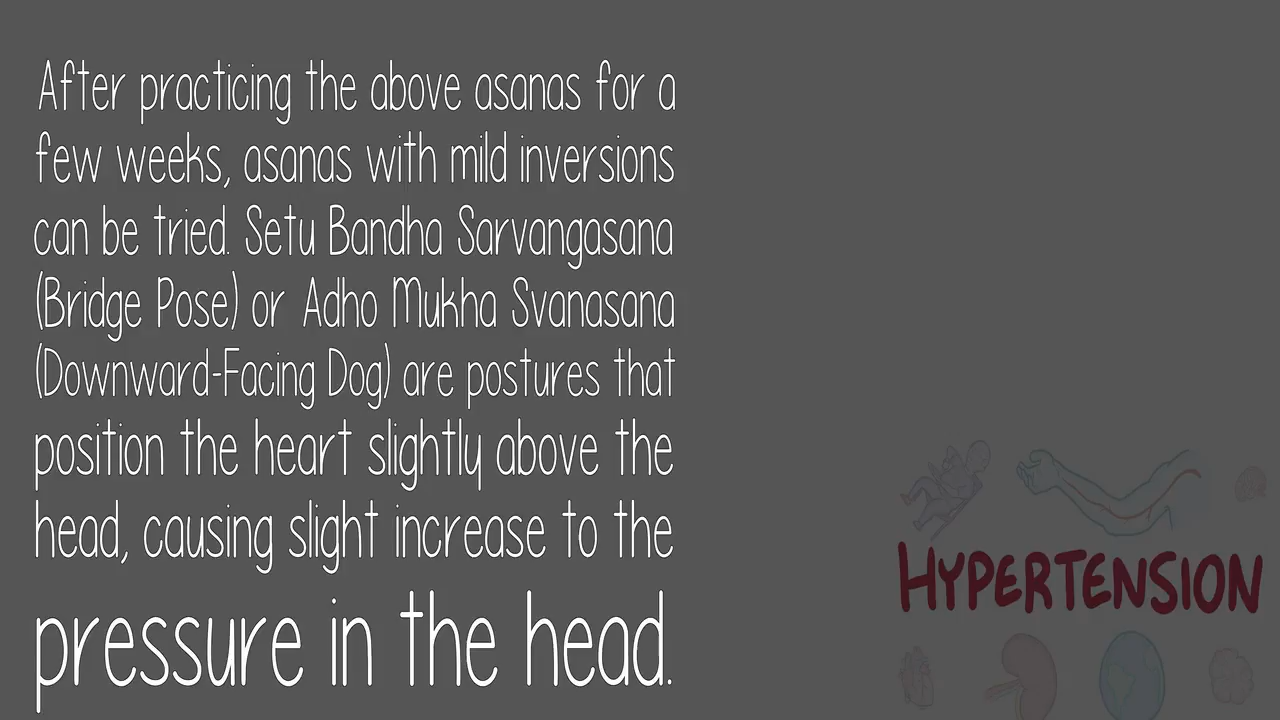 After practicing the above asanas for a
few weeks, asanas with mild inversions
can be tried. Setu Bandha Sarvangasana
(Bridge Pose) or Adho Mukha Svanasana
(Downward-Facing Dog) are postures that
position the heart slightly above the
head, causing slight increase to the
pressure in the head.
HYPERTENSION